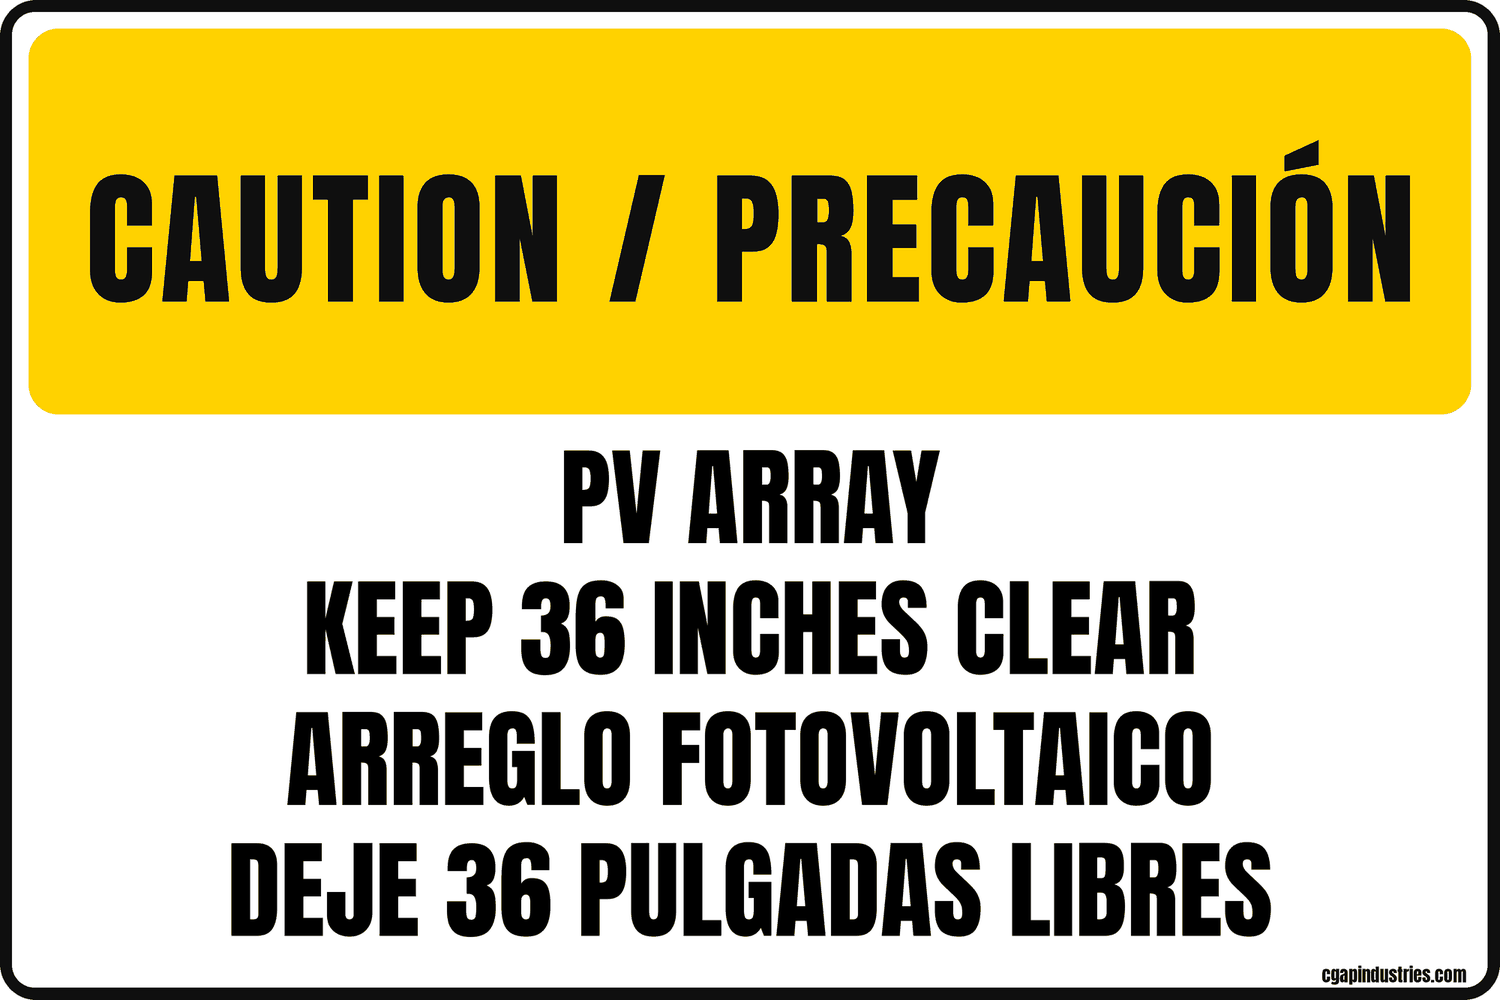 CAUTION / PRECAUCIÓN
PV ARRAY
KEEP 36 INCHES CLEAR
ARREGLO FOTOVOLTAICO
DEJE 36 PULGADAS LIBRES
cgapindustries.com